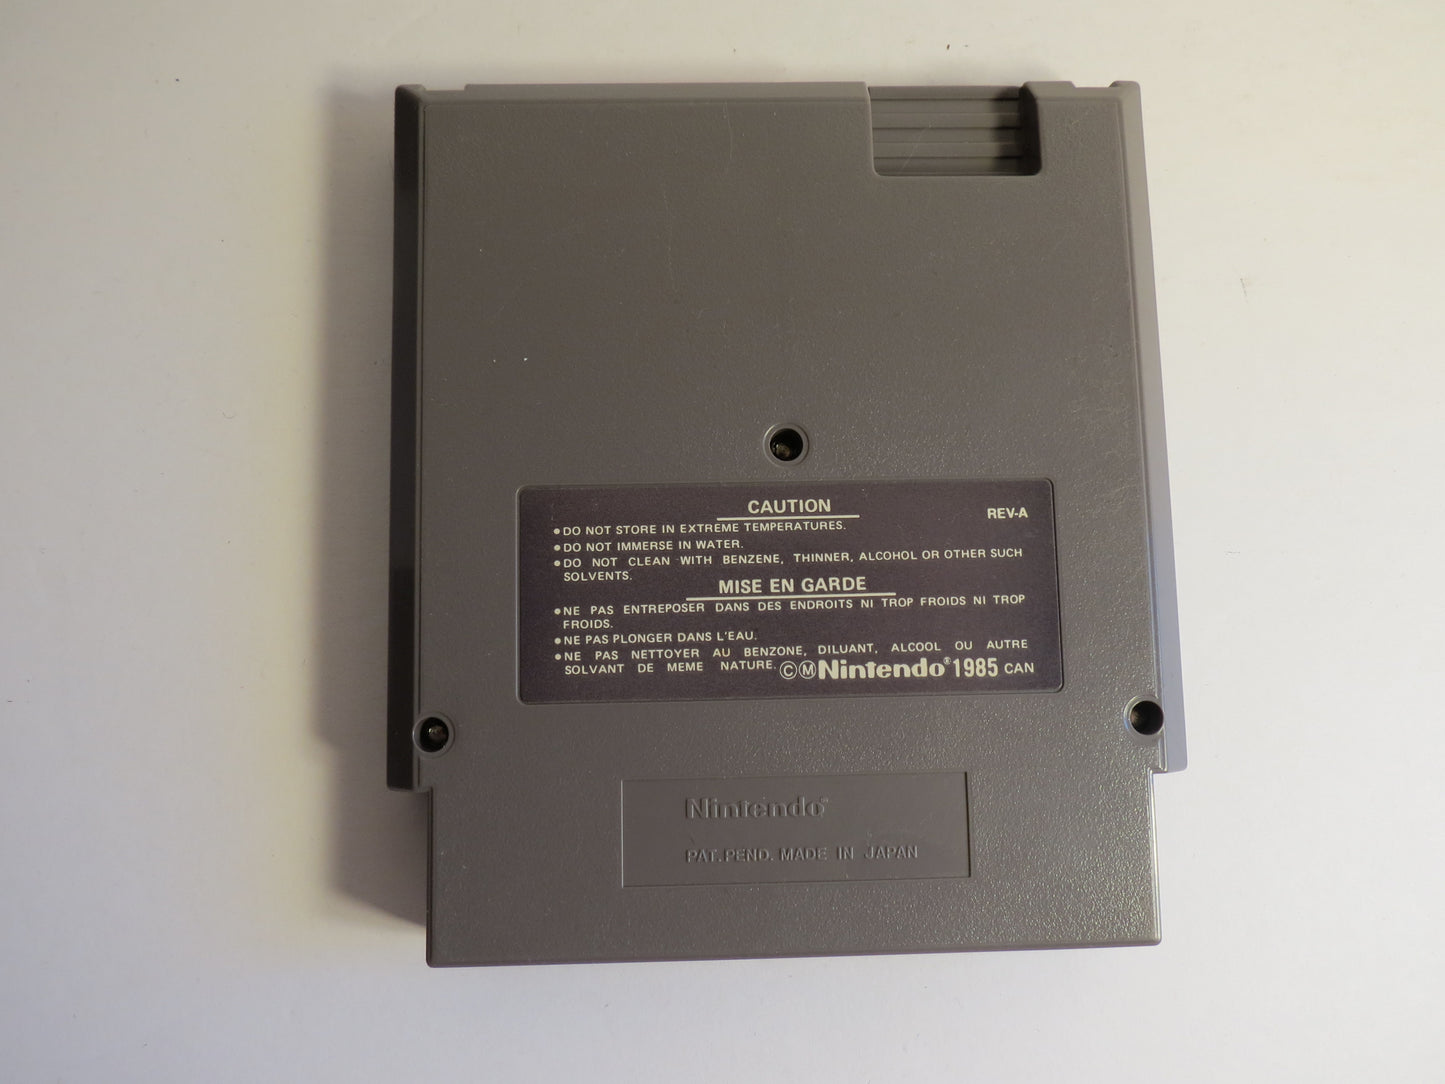 CAUTION
REV-A
●DO NOT STORE IN EXTREME TEMPERATURES.
●DO NOT IMMERSE IN WATER.
●DO NOT CLEAN WITH BENZENE, THINNER, ALCOHOL OR OTHER SUCH
SOLVENTS.
MISE EN GARDE
●NE PAS ENTREPOSER DANS DES ENDROITS NI TROP FROIDS NI TROP
FROIDS.
●NE PAS PLONGER DANS L'EAU.
●NE PAS NETTOYER AU BENZONE, DILUANT, ALCOOL OU AUTRE
SOLVANT DE MEME NATURE. ⒸⓂNintendo® 1985 CAN
Nintendo®
PAT. PEND. MADE IN JAPAN